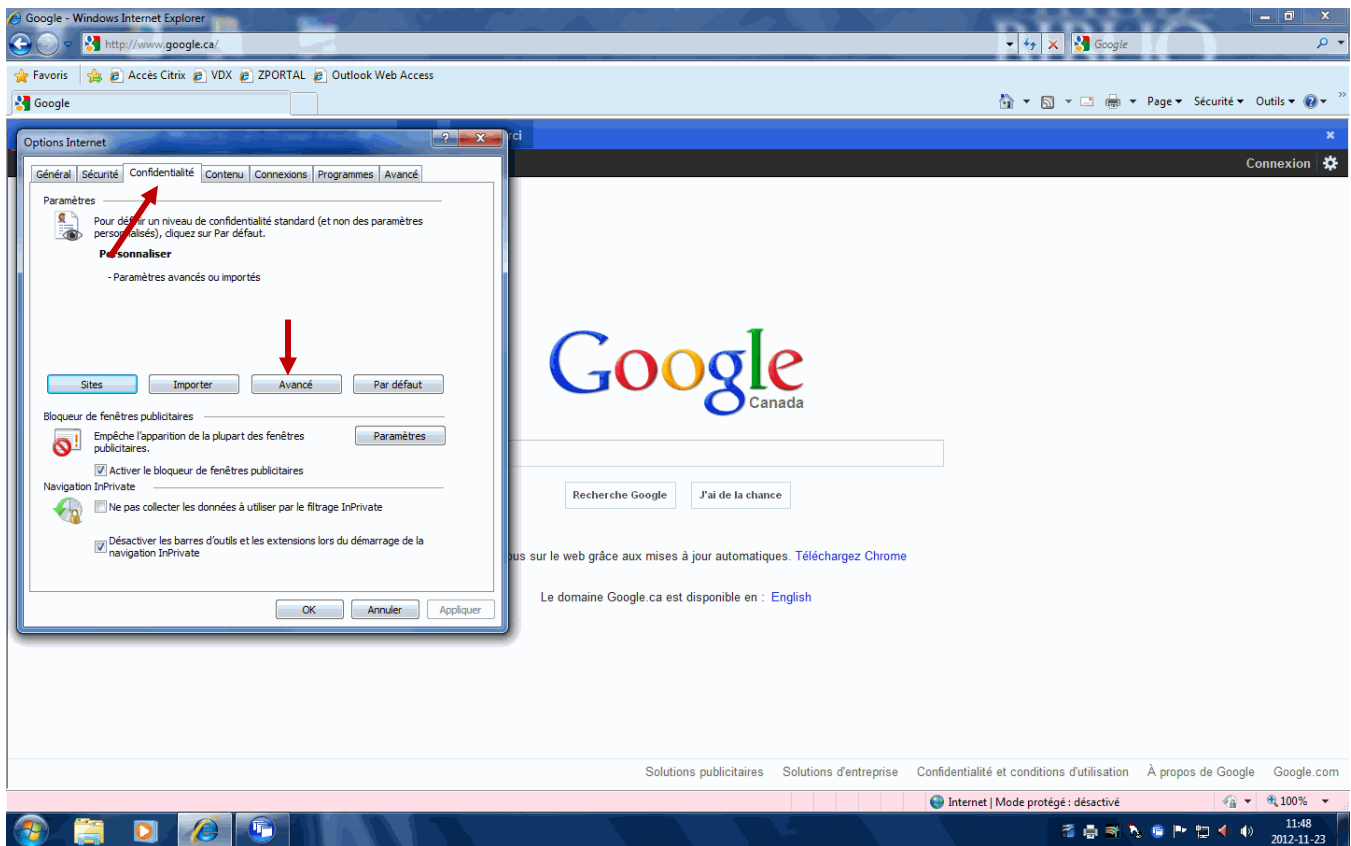 Google - Windows Internet Explorer
http://www.google.ca/
Google
Favoris Accès Citrix VDX ZPORTAL Outlook Web Access
Google
Page Sécurité Outils
Options Internet
Connexion
Général Sécurité Confidentialité Contenu Connexions Programmes Avancé
Paramètres
Pour définir un niveau de confidentialité standard (et non des paramètres
personnalisés), cliquez sur Par défaut.
Personnaliser
- Paramètres avancés ou importés
Sites Importer Avancé Par défaut
Bloqueur de fenêtres publicitaires
Empêche l'apparition de la plupart des fenêtres
publicitaires.
Paramètres
Activer le bloqueur de fenêtres publicitaires
Navigation InPrivate
Ne pas collecter les données à utiliser par le filtrage InPrivate
Désactiver les barres d'outils et les extensions lors du démarrage de la
navigation InPrivate
OK Annuler Appliquer
Google
Canada
Recherche Google J'ai de la chance
sur le web grâce aux mises à jour automatiques. Téléchargez Chrome
Le domaine Google.ca est disponible en : English
Solutions publicitaires Solutions d'entreprise Confidentialité et conditions d'utilisation À propos de Google Google.com
Internet | Mode protégé : désactivé 100%
11:48
2012-11-23